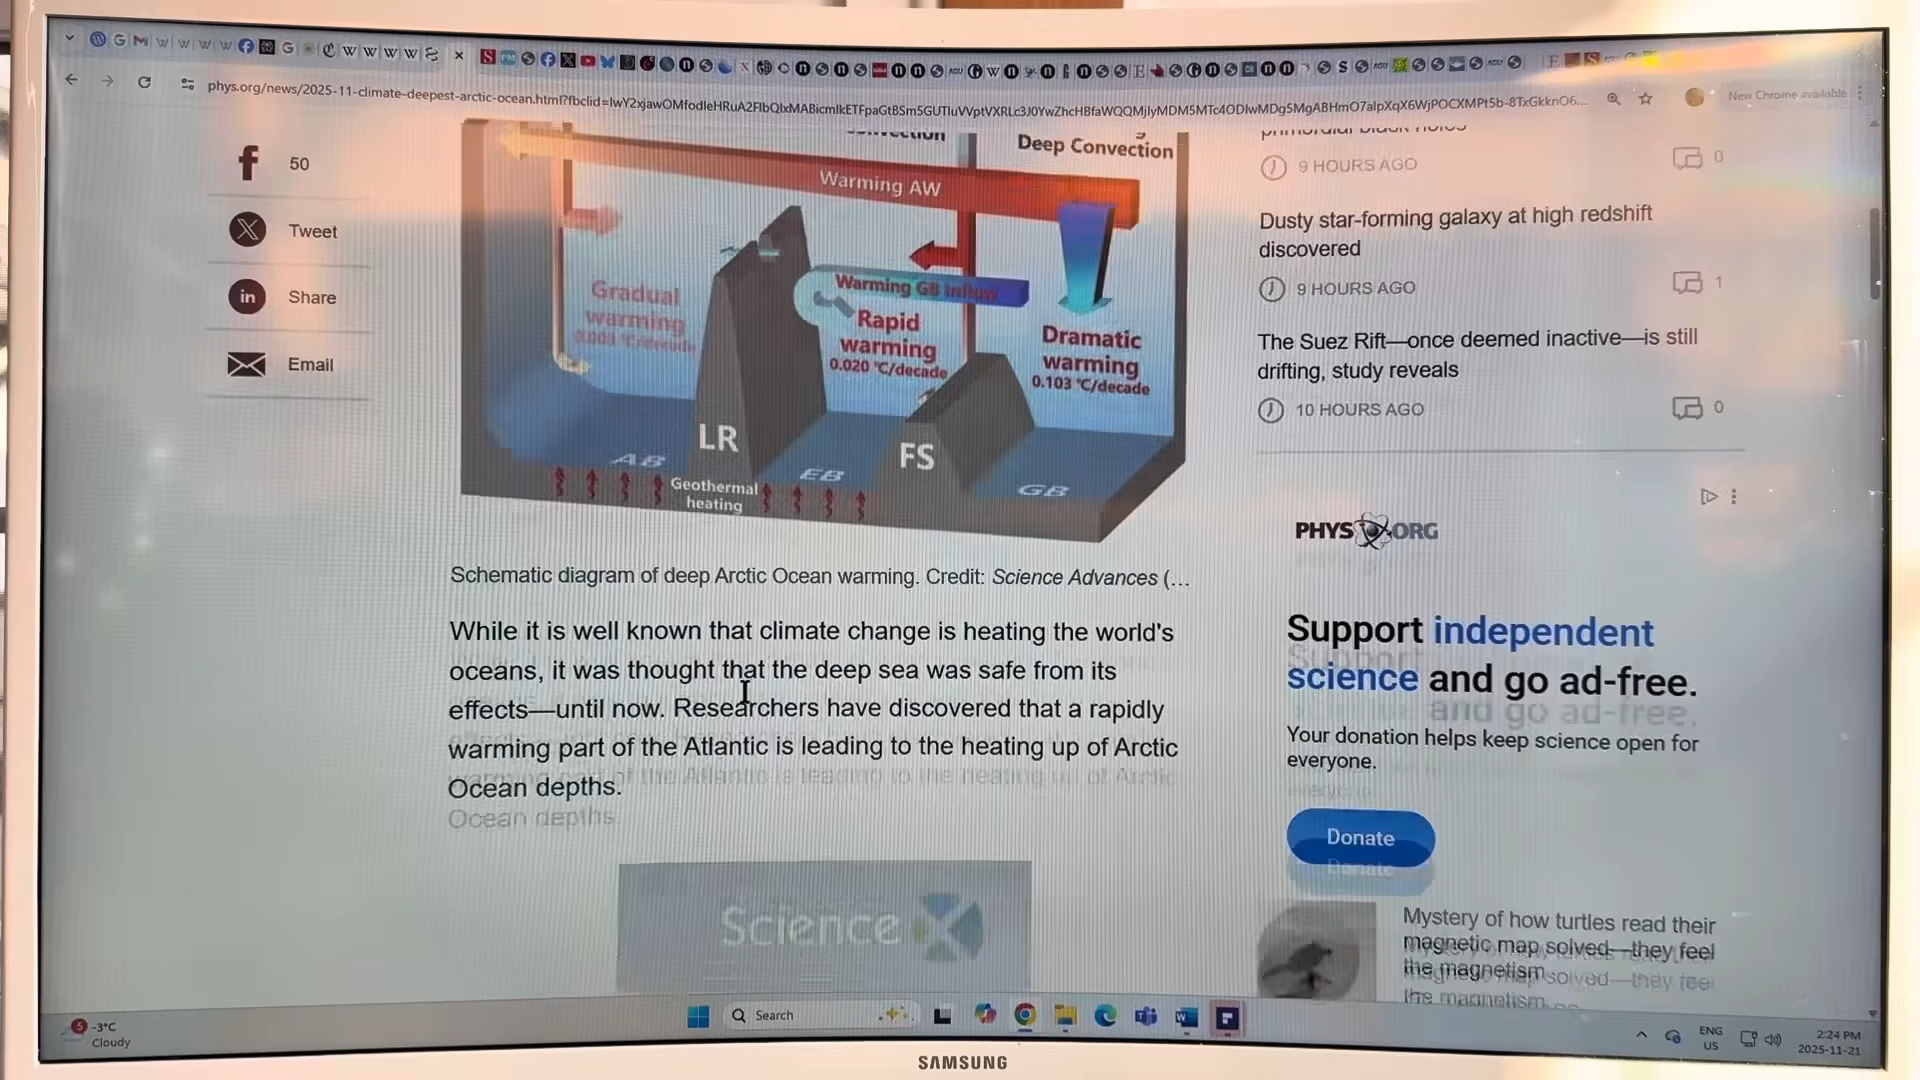 phys.org/news/2025-11-climate-deepest-arctic-ocean.html
New Chrome available
50
Tweet
Share
Email
Deep Convection
Warming AW
Gradual
warming
Warming GB Inflow
Rapid
warming
0.020 °C/decade
Dramatic
warming
0.103 °C/decade
LR
FS
AB
EB
GB
Geothermal
heating
Schematic diagram of deep Arctic Ocean warming. Credit: Science Advances (...
While it is well known that climate change is heating the world's
oceans, it was thought that the deep sea was safe from its
effects—until now. Researchers have discovered that a rapidly
warming part of the Atlantic is leading to the heating up of Arctic
Ocean depths.
Science X
9 HOURS AGO
0
Dusty star-forming galaxy at high redshift
discovered
9 HOURS AGO
1
The Suez Rift—once deemed inactive—is still
drifting, study reveals
10 HOURS AGO
0
PHYS ORG
Support independent
science and go ad-free.
Your donation helps keep science open for
everyone.
Donate
Mystery of how turtles read their
magnetic map solved—they feel
the magnetism
5
-3°C
Cloudy
Search
ENG
US
2:24 PM
2025-11-21
SAMSUNG